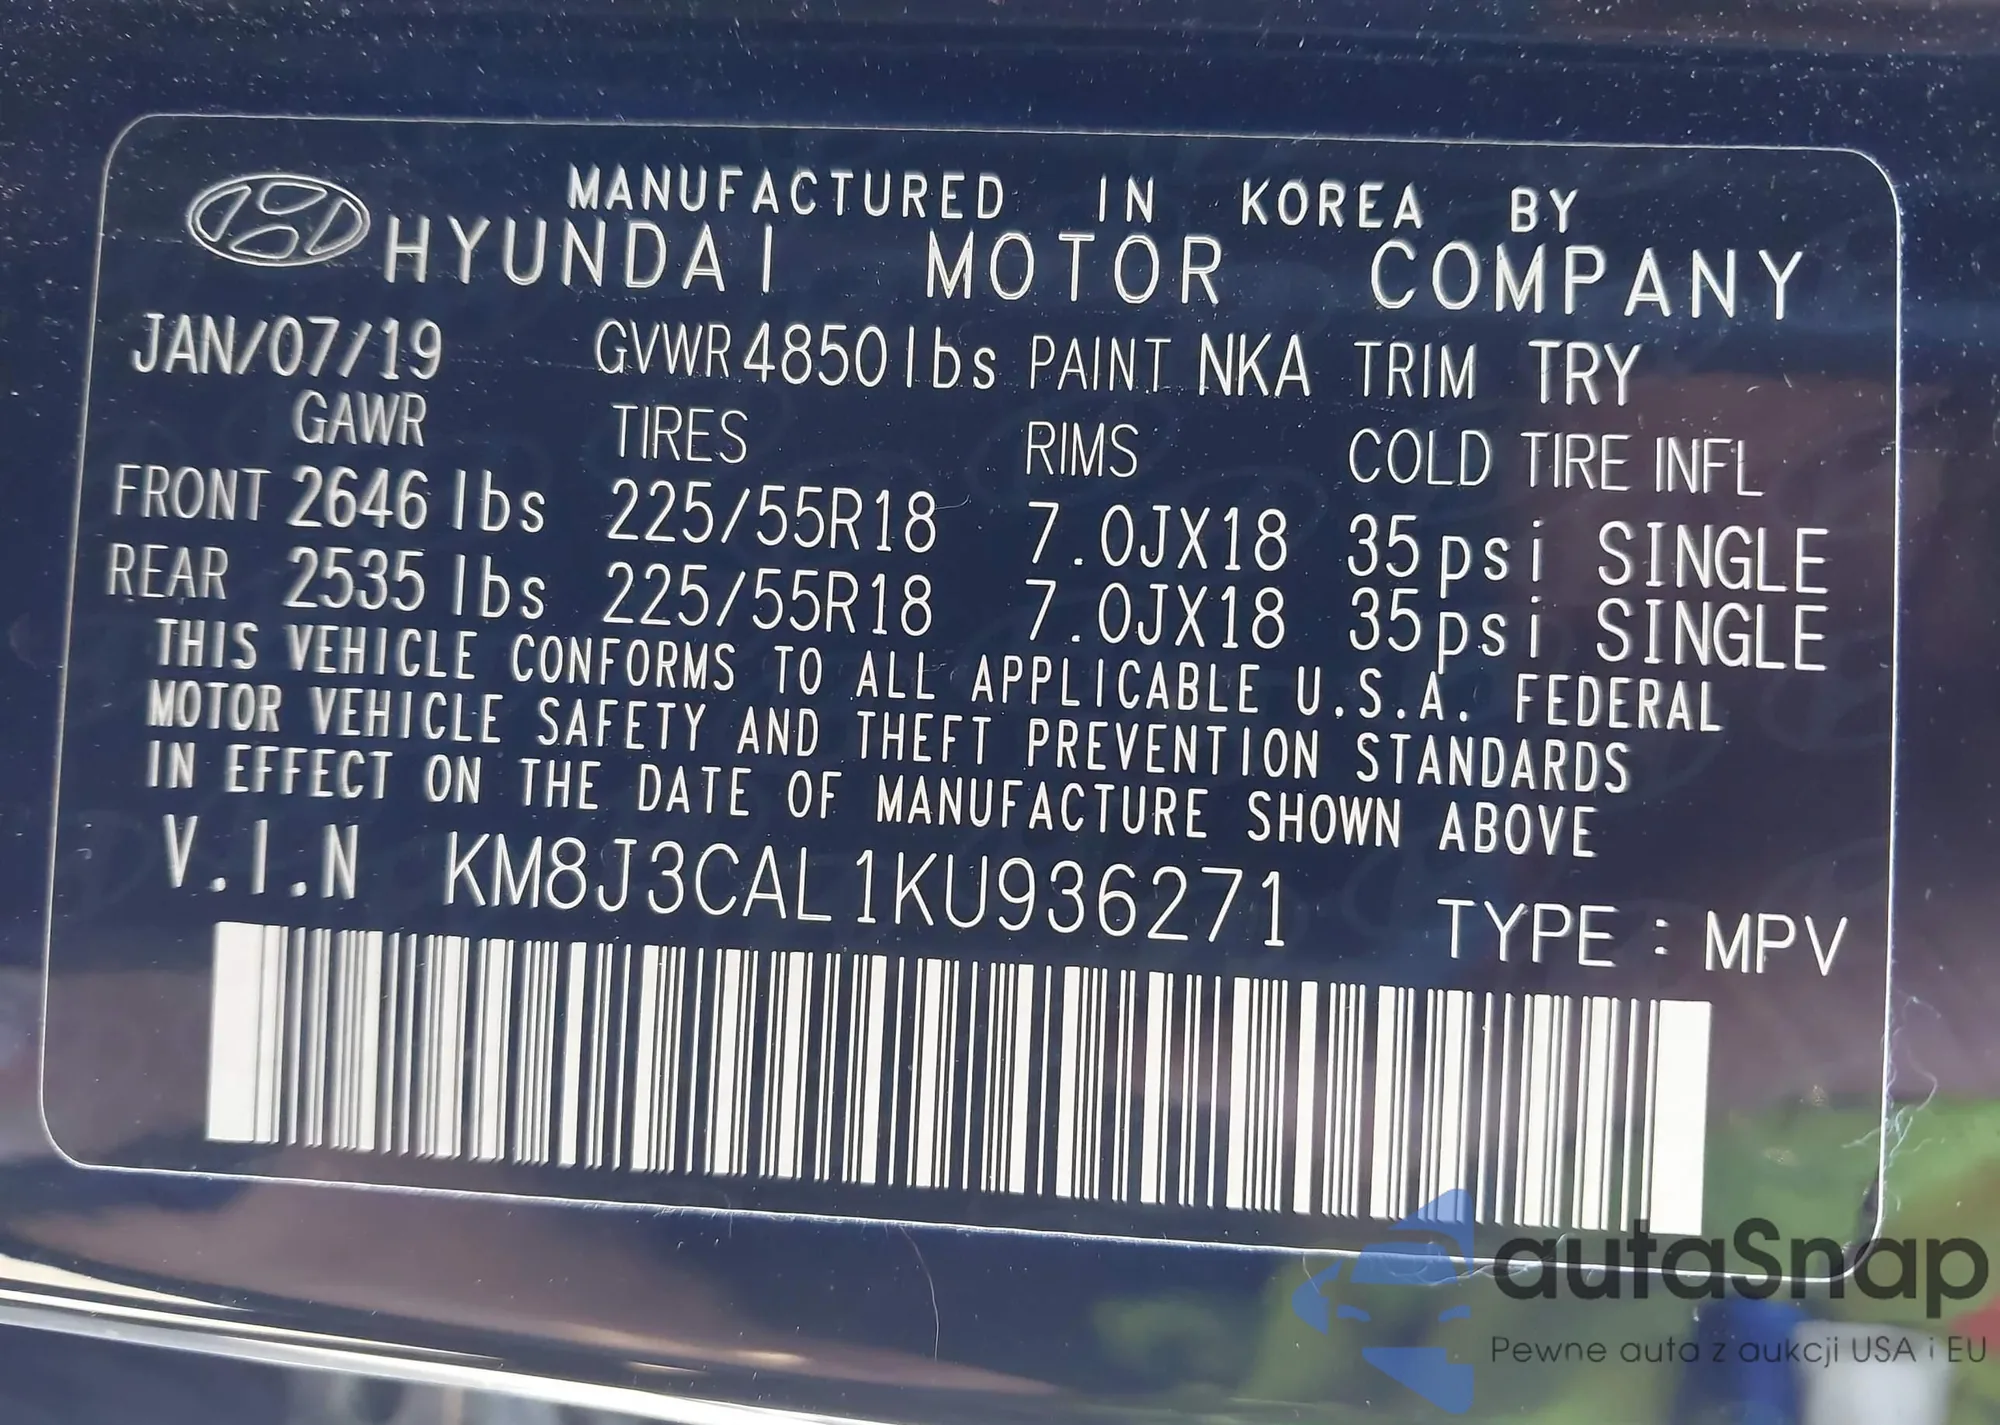 MANUFACTURED IN KOREA BY
HYUNDAI MOTOR COMPANY
JAN/07/19 GVWR 4850lbs PAINT NKA TRIM TRY
GAWR TIRES RIMS COLD TIRE INFL
FRONT 2646 lbs 225/55R18 7.0JX18 35psi SINGLE
REAR 2535 lbs 225/55R18 7.0JX18 35psi SINGLE
THIS VEHICLE CONFORMS TO ALL APPLICABLE U.S.A. FEDERAL
MOTOR VEHICLE SAFETY AND THEFT PREVENTION STANDARDS
IN EFFECT ON THE DATE OF MANUFACTURE SHOWN ABOVE
V.I.N KM8J3CAL1KU936271 TYPE : MPV
autaSnap
Pewne auta z aukcji USA i EU